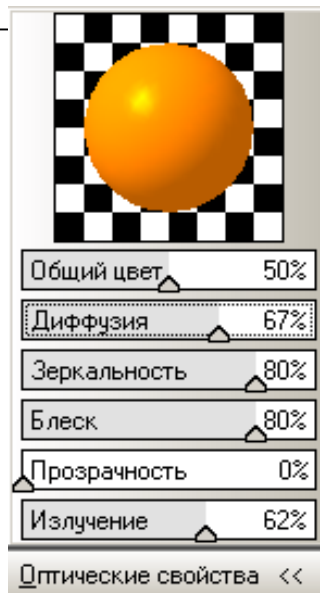 Общий цвет 50%
Диффузия 67%
Зеркальность 80%
Блеск 80%
Прозрачность 0%
Излучение 62%
Оптические свойства <<